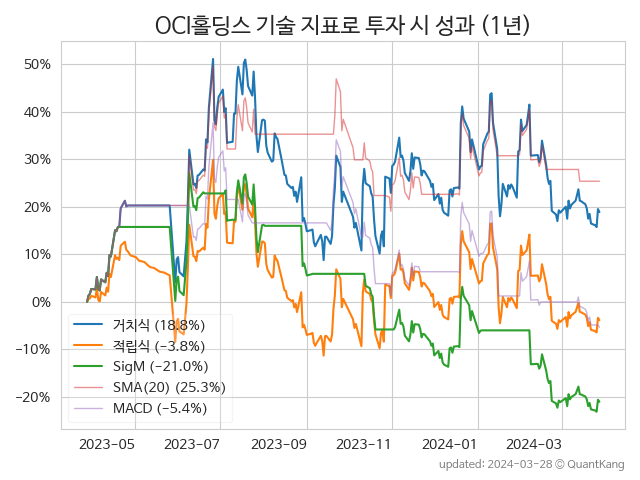 OCI홀딩스 기술 지표로 투자 시 성과 (1년)
50%
40%
30%
20%
10%
0%
−10%
−20%
거치식 (18.8%)
적립식 (−3.8%)
SigM (−21.0%)
SMA(20) (25.3%)
MACD (−5.4%)
2023−05 2023−07 2023−09 2023−11 2024−01 2024−03
updated: 2024−03−28 © QuantKang